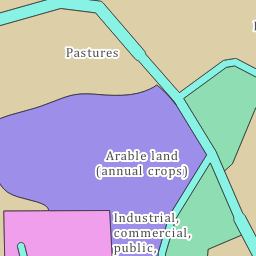 Pastures
Arable land
(annual crops)
Industrial,
commercial,
public,